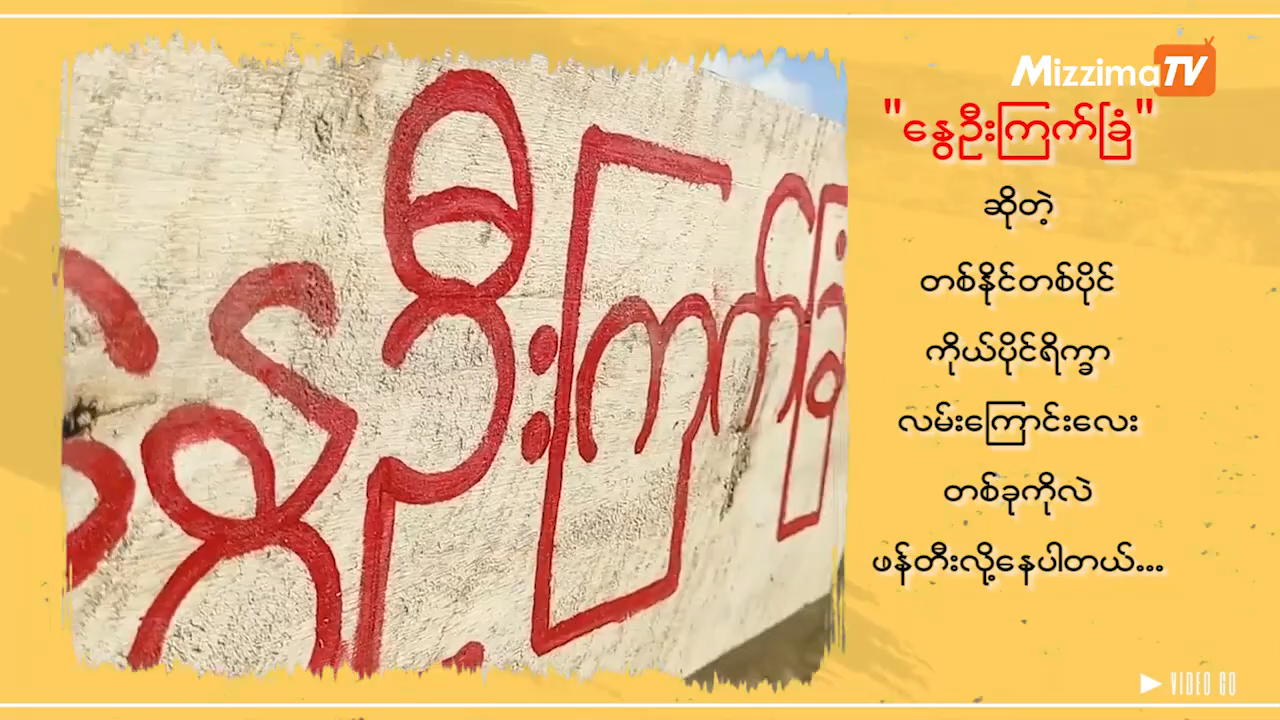 နွေဦးကြက်ခြံ
MizzimaTV
"နွေဦးကြက်ခြံ"
ဆိုတဲ့
တစ်နိုင်တစ်ပိုင်
ကိုယ်ပိုင်ရိက္ခာ
လမ်းကြောင်းလေး
တစ်ခုကိုလဲ
ဖန်တီးလို့နေပါတယ်...
VIDEO GO